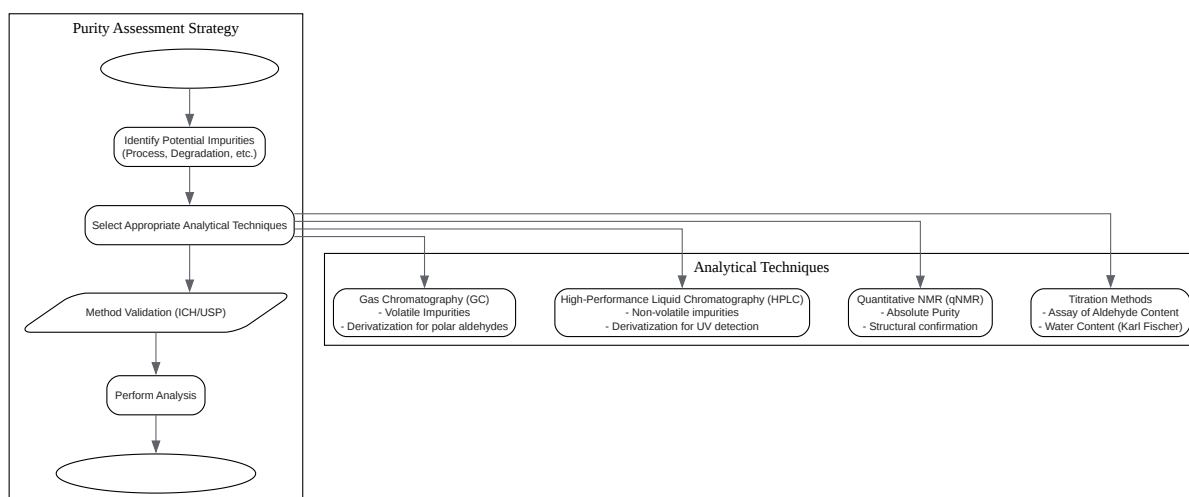 Purity Assessment Strategy
Identify Potential Impurities
(Process, Degradation, etc.)
Select Appropriate Analytical Techniques
Method Validation (ICH/USP)
Perform Analysis
Analytical Techniques
Gas Chromatography (GC)
- Volatile Impurities
- Derivatization for polar aldehydes
High-Performance Liquid Chromatography (HPLC)
- Non-volatile impurities
- Derivatization for UV detection
Quantitative NMR (qNMR)
- Absolute Purity
- Structural confirmation
Titration Methods
- Assay of Aldehyde Content
- Water Content (Karl Fischer)